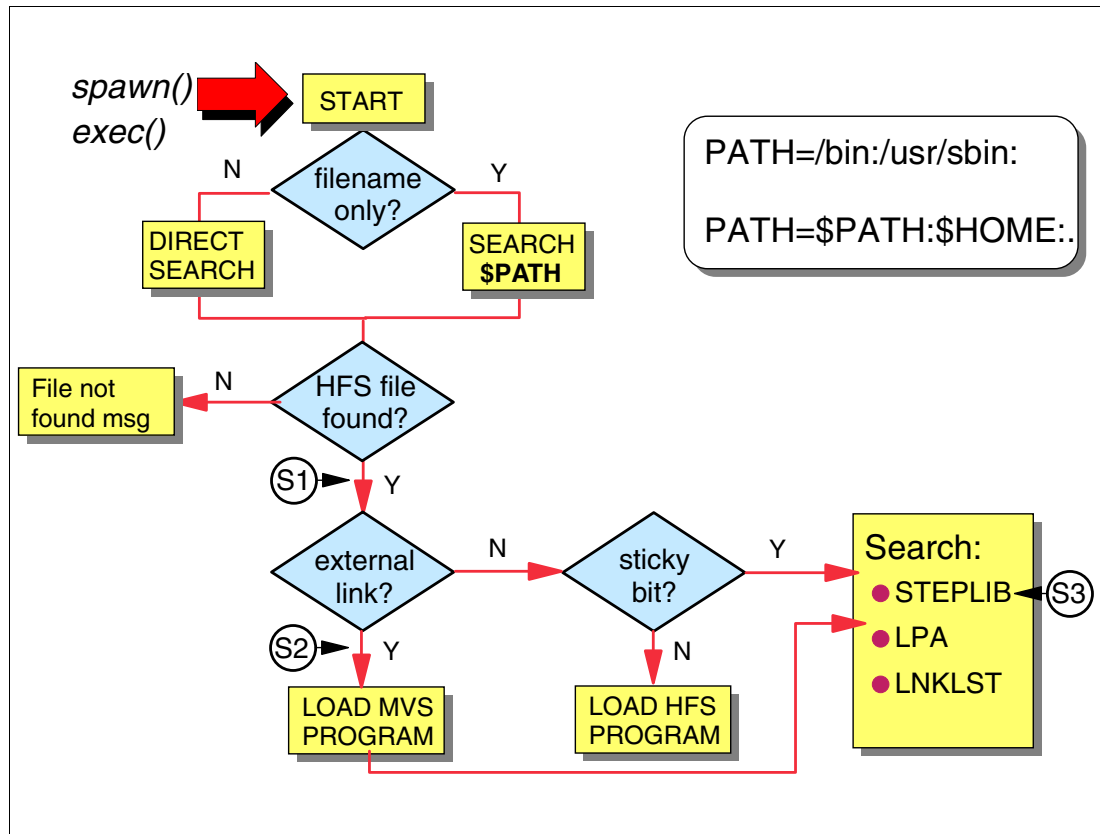 spawn()
exec()
START
PATH=/bin:/usr/sbin:
PATH=$PATH:$HOME:.
filename
only?
N
Y
DIRECT
SEARCH
SEARCH
$PATH
HFS file
found?
N
File not
found msg
S1
Y
external
link?
N
sticky
bit?
Y
Search:
STEPLIB
LPA
LNKLST
S3
S2
Y
N
LOAD MVS
PROGRAM
LOAD HFS
PROGRAM